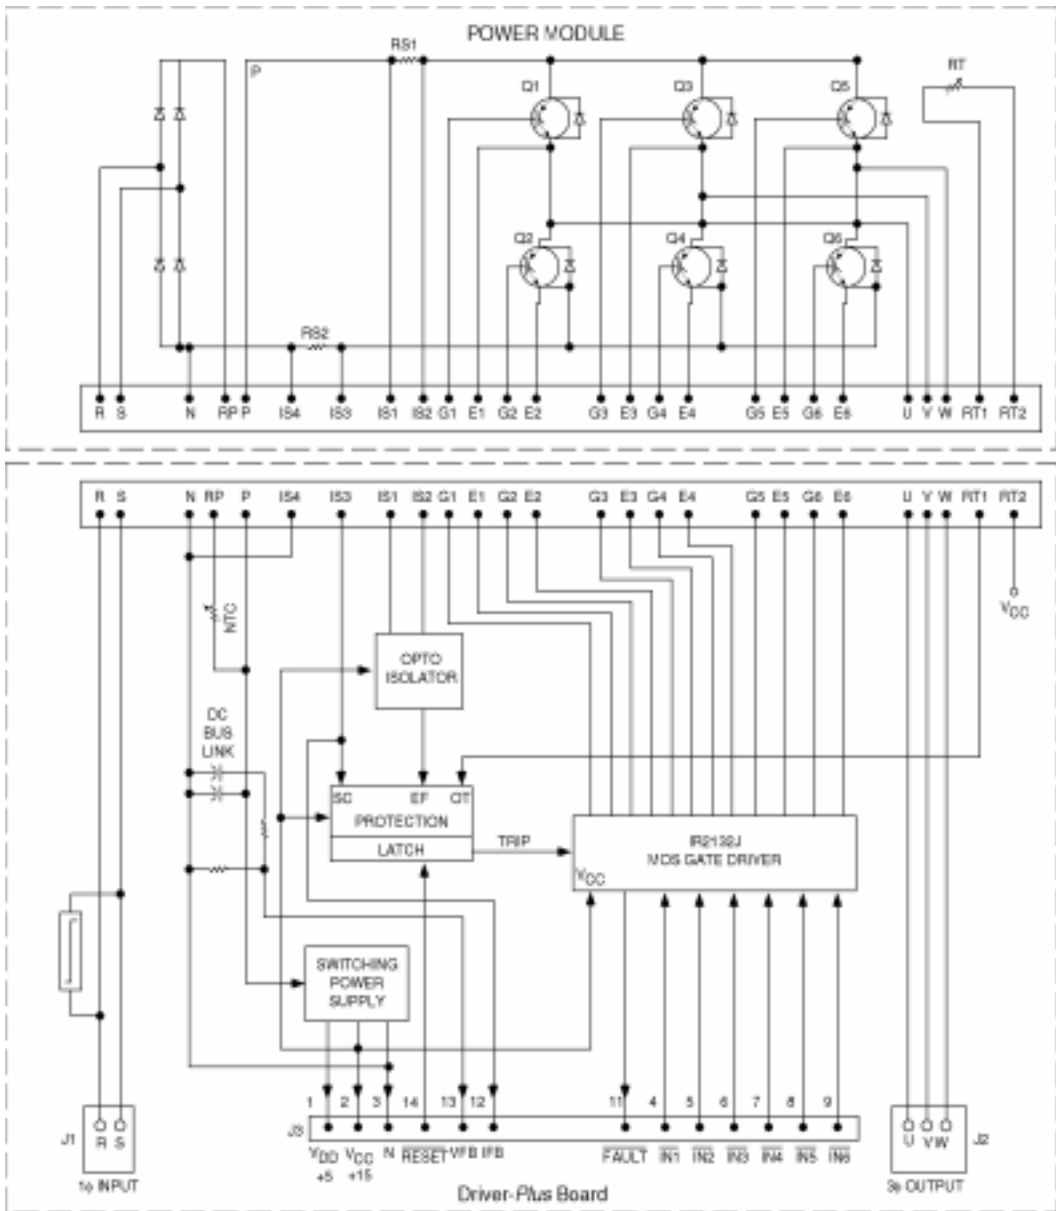 POWER MODULE
RS1
P
RT
Q1
Q3
Q5
Q2
Q4
Q6
RS2
R S N RP P IS4 IS3 IS1 IS2 G1 E1 G2 E2 G3 E3 G4 E4 G5 E5 G6 E6 U V W RT1 RT2
R S N RP P IS4 IS3 IS1 IS2 G1 E1 G2 E2 G3 E3 G4 E4 G5 E5 G6 E6 U V W RT1 RT2
NTC
VCC
OPTO
ISOLATOR
DC
BUS
LINK
SC EF OT
PROTECTION
LATCH
TRIP
IR2132J
MOS GATE DRIVER
VCC
SWITCHING
POWER
SUPPLY
1 2 3 14 13 12 11 4 5 6 7 8 9
J1
R S
J3
U V W
J2
VDD VCC N RESET VFB IFB FAULT IN1 IN2 IN3 IN4 IN5 IN6
+5 +15
1ø INPUT
3ø OUTPUT
Driver-Plus Board